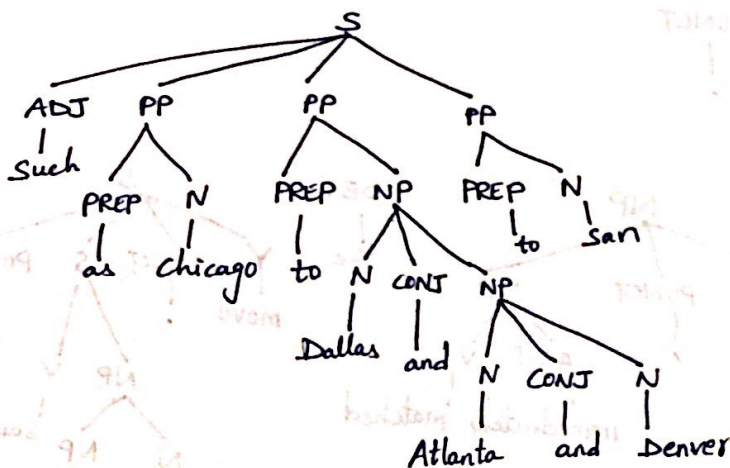 S
ADJ PP PP PP
Such
PREP N PREP NP PREP N
to San
as Chicago to N CONJ NP
Dallas and
N CONJ N
Atlanta and Denver